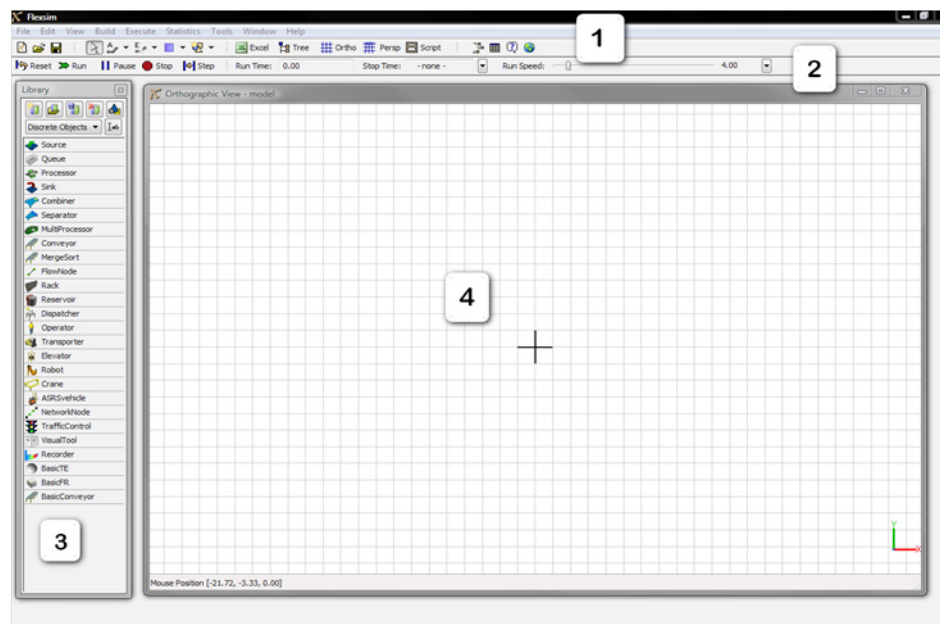 Flexsim
File Edit View Build Execute Statistics Tools Window Help
Excel Tree Ortho Persp Script
1
Reset Run Pause Stop Step Run Time: 0.00 Stop Time: - none - Run Speed: 4.00
2
Library
Orthographic View - model
Discrete Objects
Source
Queue
Processor
Sink
Combiner
Separator
MultiProcessor
Conveyor
MergeSort
FlowNode
Rack
Reservoir
Dispatcher
Operator
Transporter
Elevator
Robot
Crane
ASRSvehicle
NetworkNode
TrafficControl
VisualTool
Recorder
BasicTE
BasicFR
BasicConveyor
3
4
Y
X
Mouse Position [-21.72, -3.33, 0.00]